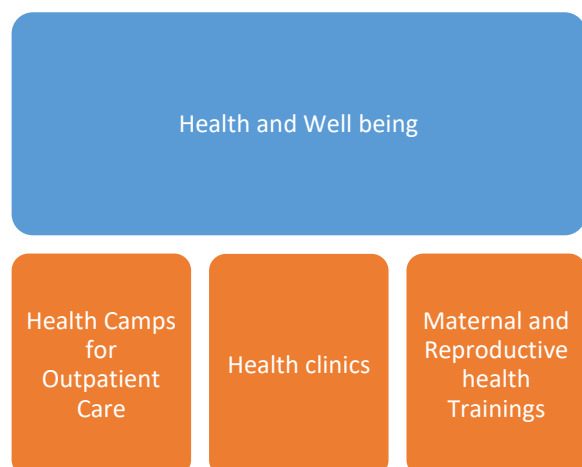 Health and Well being
Health Camps
for
Outpatient
Care
Health clinics
Maternal and
Reproductive
health
Trainings